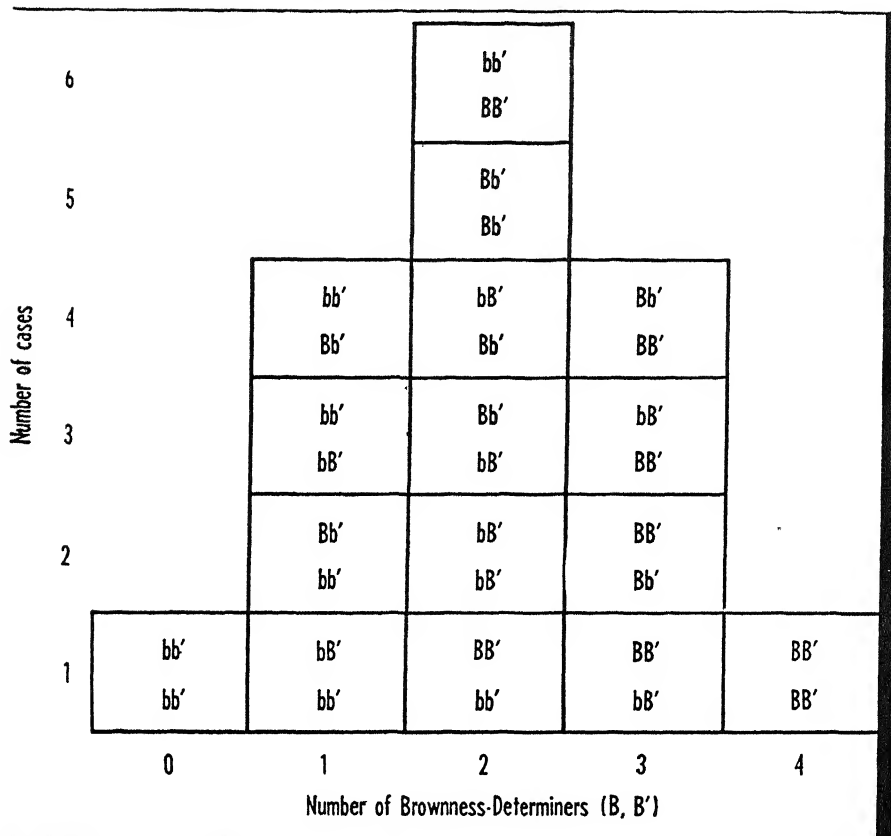 6
bb′
BB′
5
Bb′
Bb′
4
bb′ bB′ Bb′
Bb′ Bb′ BB′
Number of cases
3
bb′ Bb′ bB′
bB′ bB′ BB′
2
Bb′ bB′ BB′
bb′ bB′ Bb′
1
bb′ bB′ BB′ BB′ BB′
bb′ bb′ bb′ bB′ BB′
0 1 2 3 4
Number of Brownness-Determiners (B, B′)